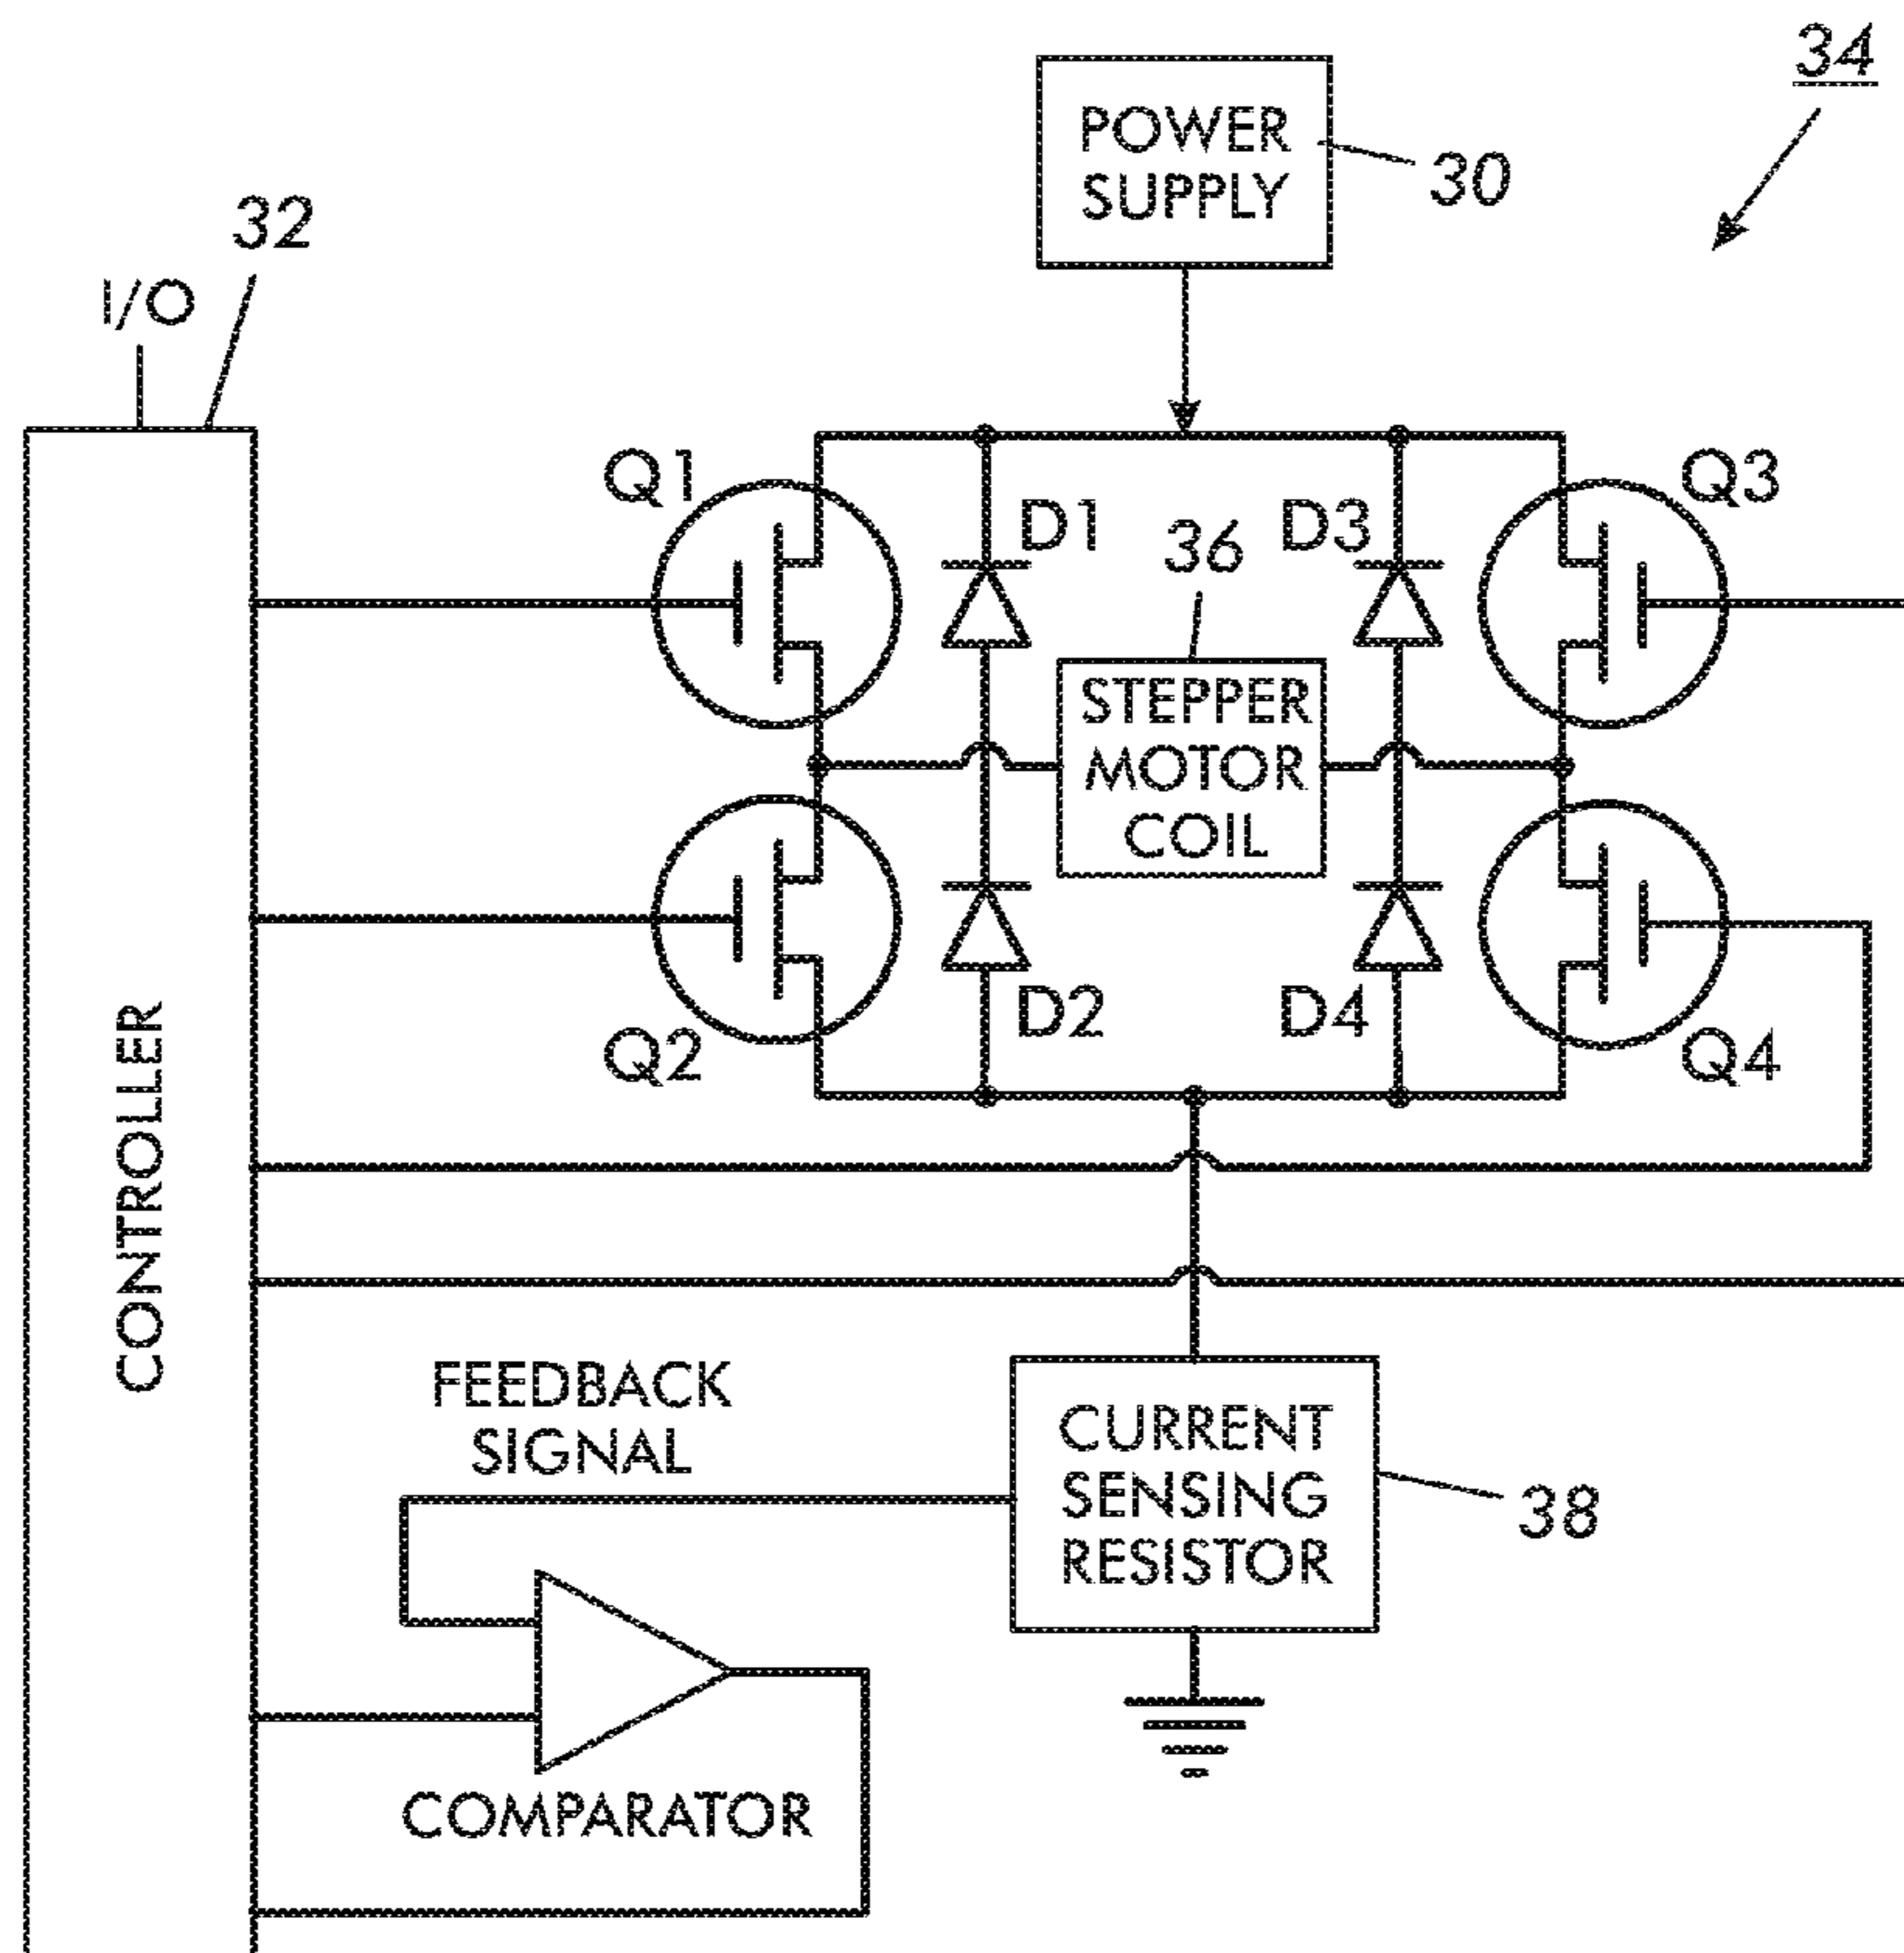 34
POWER
SUPPLY
30
32
I/O
Q1
Q3
D1
36
D3
STEPPER
MOTOR
COIL
D2
D4
Q2
Q4
CONTROLLER
FEEDBACK
SIGNAL
CURRENT
SENSING
RESISTOR
38
COMPARATOR